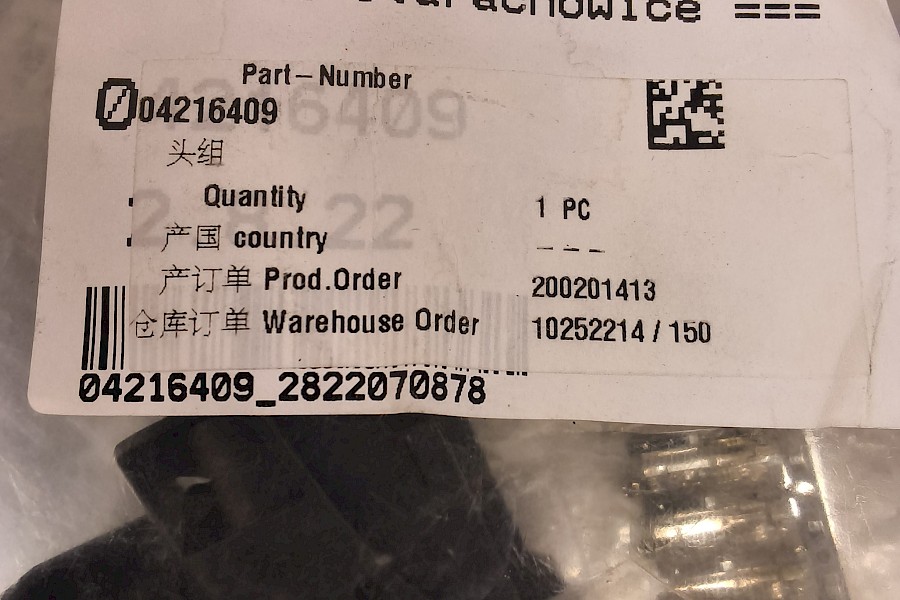 ===
Part-Number
04216409
头组
Quantity 1 PC
产国 country ---
产订单 Prod.Order 200201413
仓库订单 Warehouse Order 10252214 / 150
04216409_2822070878